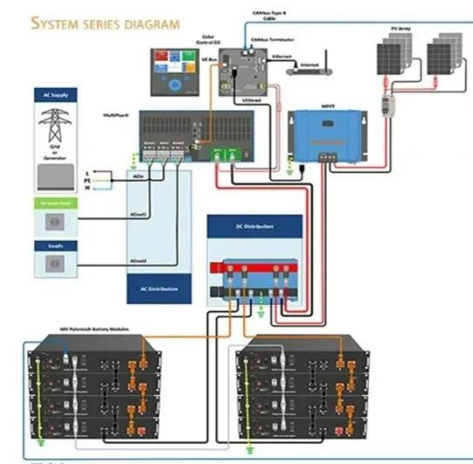 SYSTEM SERIES DIAGRAM
CANbus Type B
Cable
Color
Control GX
CANbus Terminator
PV Array
VE Bus
Ethernet
Internet
VEDirect
AC Supply
MultiPlus-II
MPPT
Grid
or
Generator
L
PE
N
ACin
ACout1
Loads
DC Distribution
ACout2
AC Distribution
48V Pylontech Battery Modules